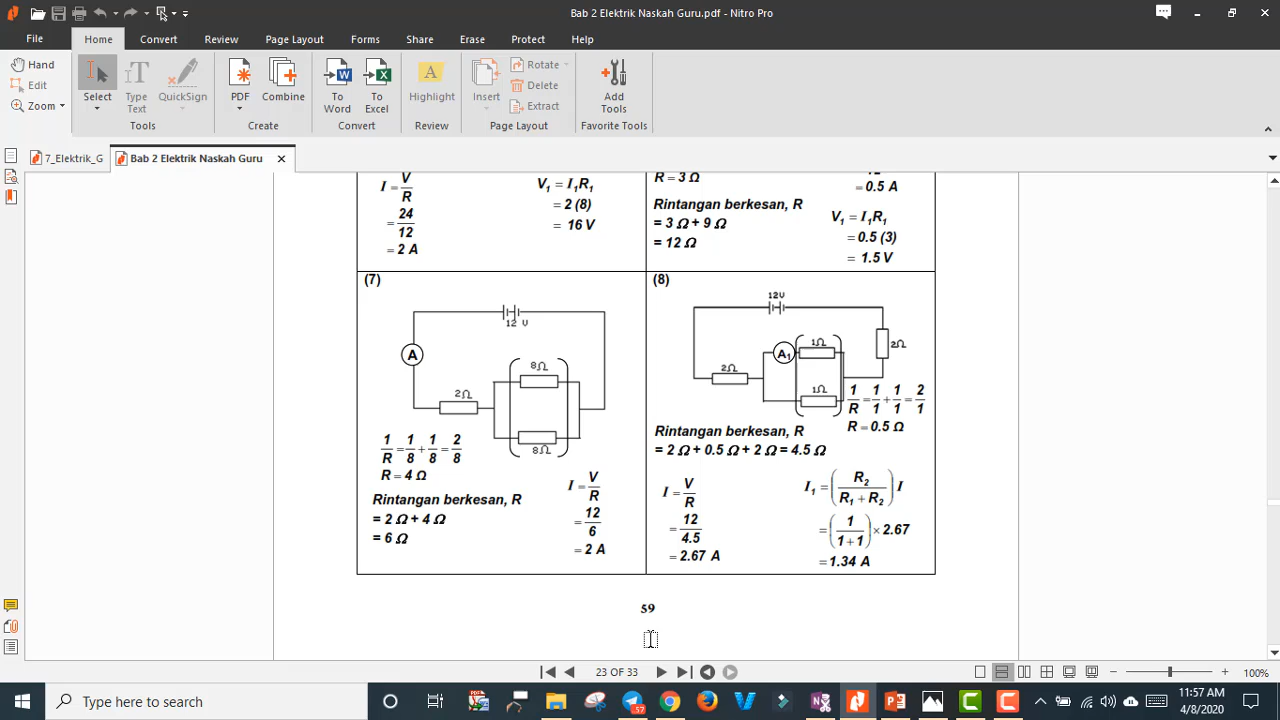 Bab 2 Elektrik Naskah Guru.pdf - Nitro Pro
File
Home
Convert
Review
Page Layout
Forms
Share
Erase
Protect
Help
Hand
Edit
Zoom
Select
Type Text
QuickSign
Tools
PDF
Combine
Create
To Word
To Excel
Convert
Highlight
Review
Insert
Rotate
Delete
Extract
Page Layout
Add Tools
Favorite Tools
7_Elektrik_G
Bab 2 Elektrik Naskah Guru
I = V/R
= 24/12
= 2 A
V₁ = I₁R₁
= 2 (8)
= 16 V
R = 3 Ω
Rintangan berkesan, R
= 3 Ω + 9 Ω
= 12 Ω
= 0.5 A
V₁ = I₁R₁
= 0.5 (3)
= 1.5 V
(7)
12 V
A
8Ω
2Ω
8Ω
1/R = 1/8 + 1/8 = 2/8
R = 4 Ω
Rintangan berkesan, R
= 2 Ω + 4 Ω
= 6 Ω
I = V/R
= 12/6
= 2 A
(8)
12V
A₁
1Ω
2Ω
2Ω
1Ω
1/R = 1/1 + 1/1 = 2/1
R = 0.5 Ω
Rintangan berkesan, R
= 2 Ω + 0.5 Ω + 2 Ω = 4.5 Ω
I = V/R
= 12/4.5
= 2.67 A
I₁ = (R₂/(R₁ + R₂)) I
= (1/(1+1)) × 2.67
= 1.34 A
59
23 OF 33
100%
Type here to search
57
11:57 AM
4/8/2020